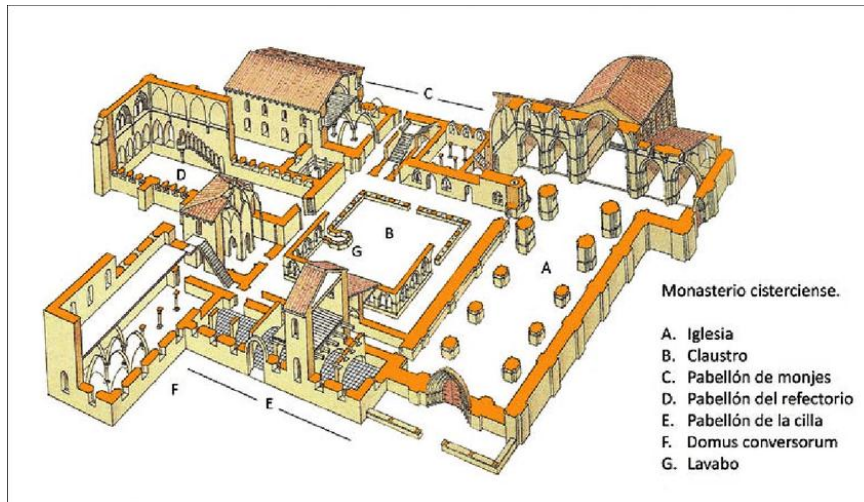 C
D
B
G
A
F
E
Monasterio cisterciense.
A. Iglesia
B. Claustro
C. Pabellón de monjes
D. Pabellón del refectorio
E. Pabellón de la cilla
F. Domus conversorum
G. Lavabo